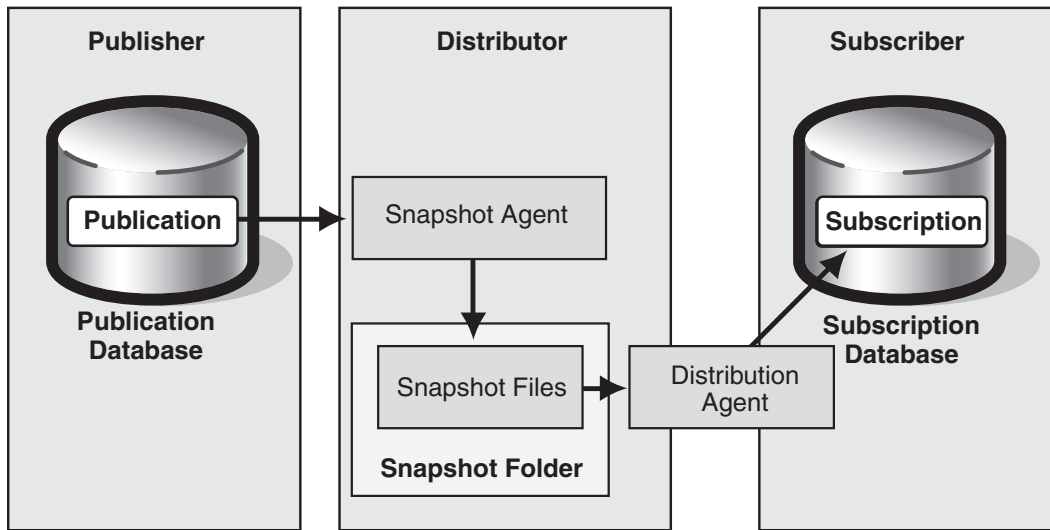 Publisher
Distributor
Subscriber
Publication
Snapshot Agent
Subscription
Publication
Database
Subscription
Database
Snapshot Files
Distribution
Agent
Snapshot Folder